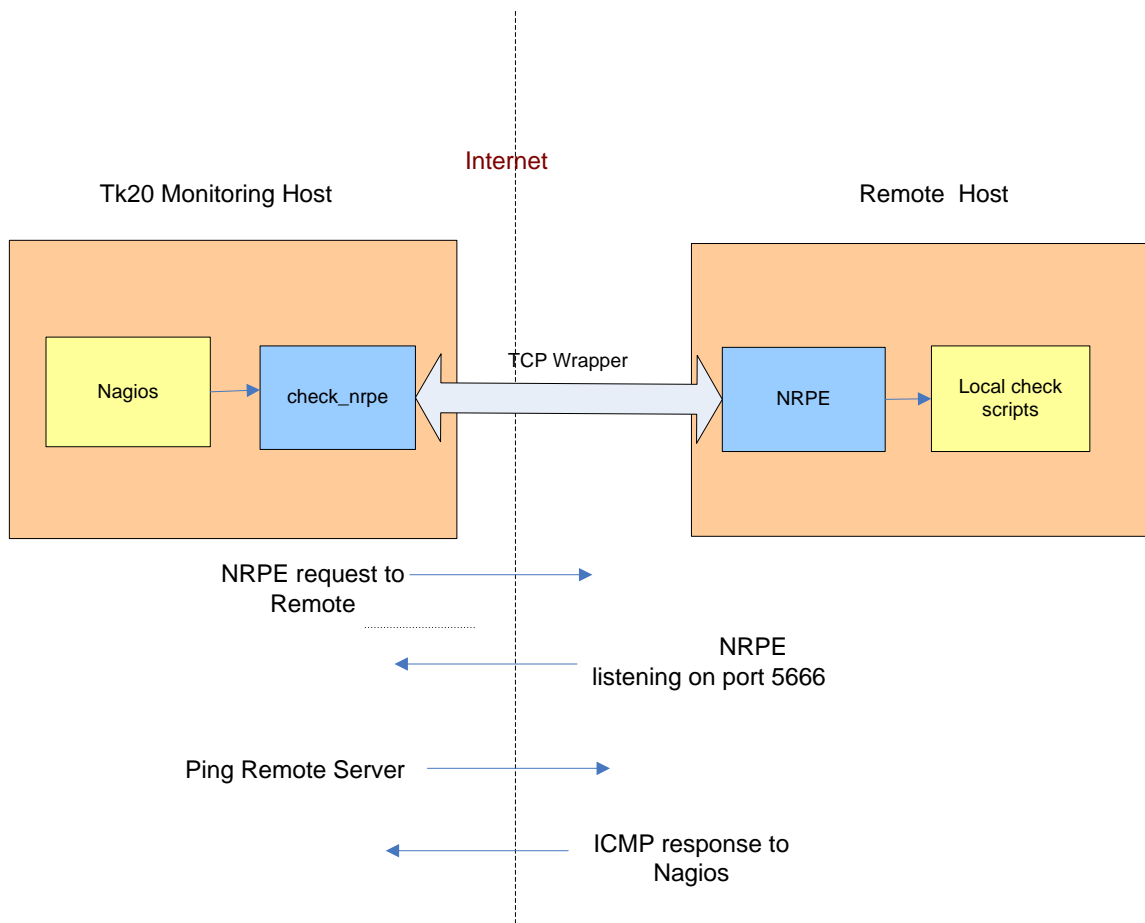 Internet
Tk20 Monitoring Host
Remote Host
TCP Wrapper
Nagios
check_nrpe
NRPE
Local check
scripts
NRPE request to
Remote
NRPE
listening on port 5666
Ping Remote Server
ICMP response to
Nagios